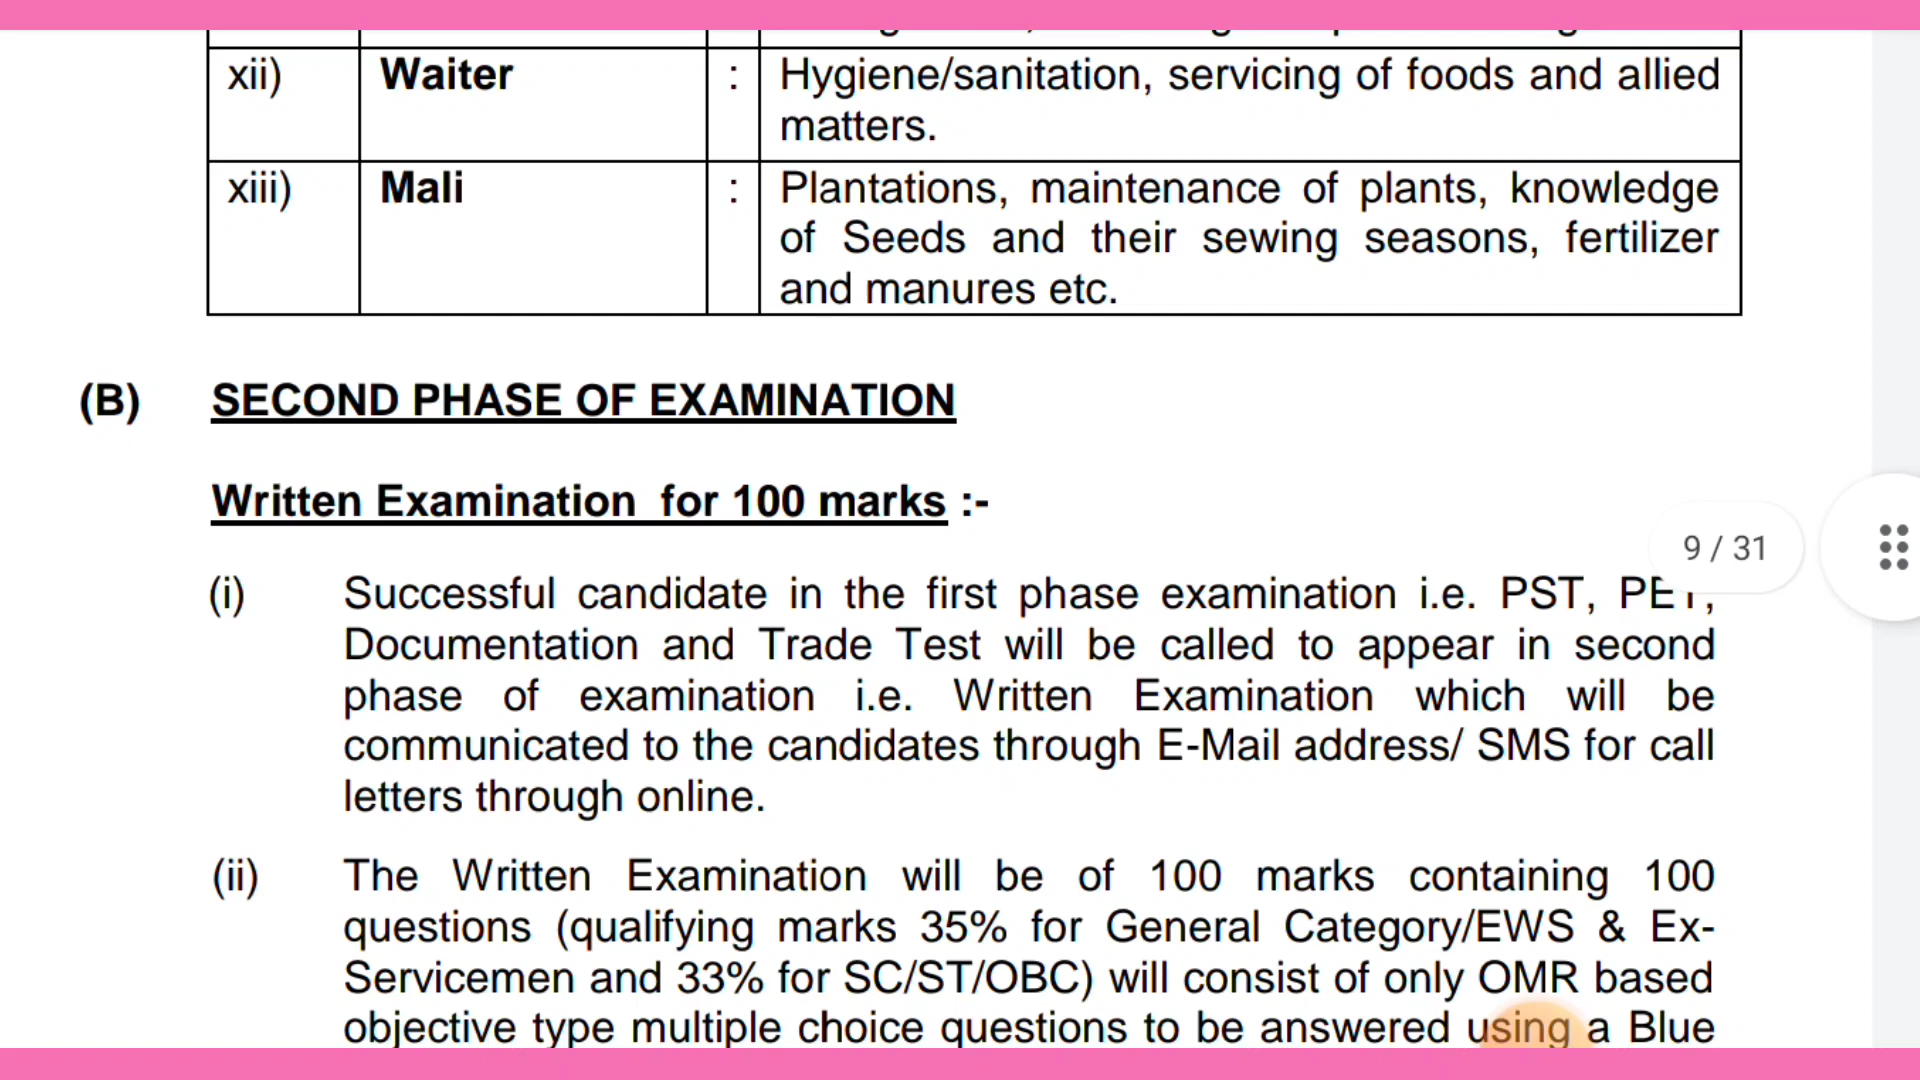 xii) Waiter : Hygiene/sanitation, servicing of foods and allied
matters.
xiii) Mali : Plantations, maintenance of plants, knowledge
of Seeds and their sewing seasons, fertilizer
and manures etc.
(B) SECOND PHASE OF EXAMINATION
Written Examination for 100 marks :-
9 / 31
(i) Successful candidate in the first phase examination i.e. PST, PET,
Documentation and Trade Test will be called to appear in second
phase of examination i.e. Written Examination which will be
communicated to the candidates through E-Mail address/ SMS for call
letters through online.
(ii) The Written Examination will be of 100 marks containing 100
questions (qualifying marks 35% for General Category/EWS & Ex-
Servicemen and 33% for SC/ST/OBC) will consist of only OMR based
objective type multiple choice questions to be answered using a Blue